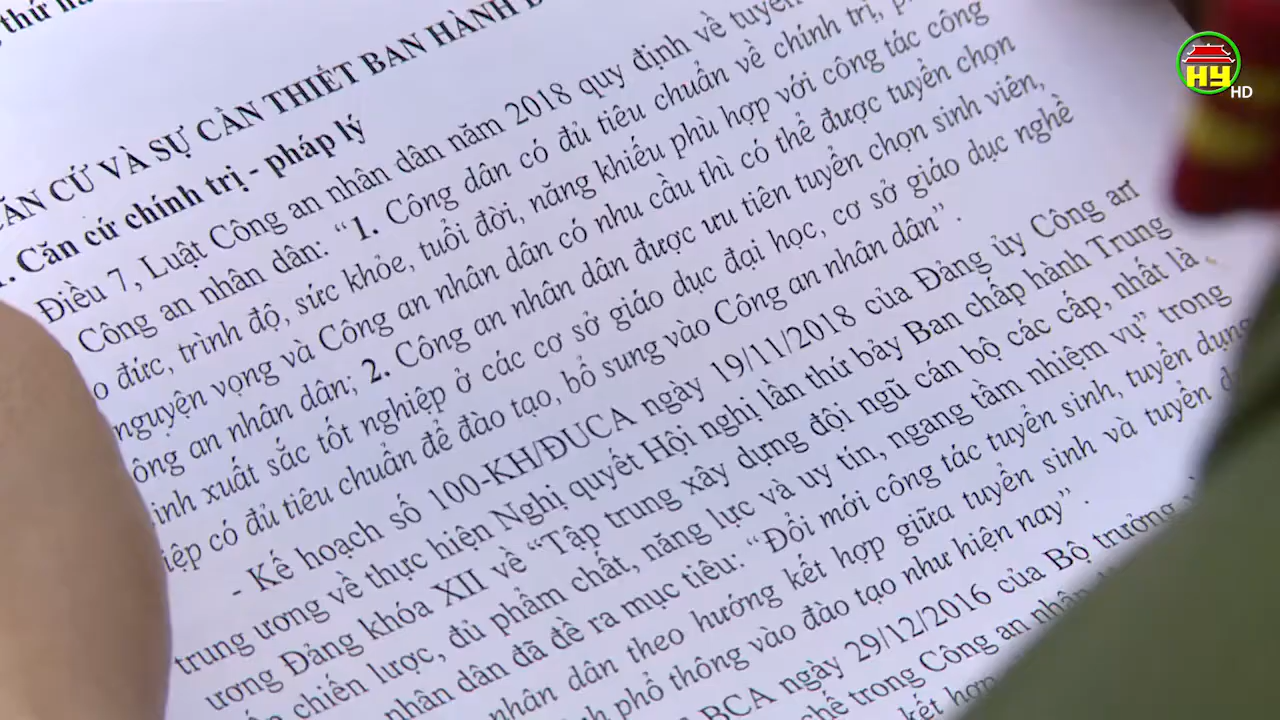 thứ
CĂN CỨ VÀ SỰ CẦN THIẾT BAN HÀNH
1. Căn cứ chính trị - pháp lý
Điều 7, Luật Công an nhân dân năm 2018 quy định về tuyển
Công an nhân dân: “1. Công dân có đủ tiêu chuẩn về chính trị,
o đức, trình độ, sức khỏe, tuổi đời, năng khiếu phù hợp với công tác công
nguyện vọng và Công an nhân dân có nhu cầu thì có thể được tuyển chọn
ông an nhân dân; 2. Công an nhân dân được ưu tiên tuyển chọn sinh viên,
inh xuất sắc tốt nghiệp ở các cơ sở giáo dục đại học, cơ sở giáo dục nghề
iệp có đủ tiêu chuẩn để đào tạo, bổ sung vào Công an nhân dân”.
- Kế hoạch số 100-KH/ĐUCA ngày 19/11/2018 của Đảng ủy Công an
trung ương về thực hiện Nghị quyết Hội nghị lần thứ bảy Ban chấp hành Trung
ương Đảng khóa XII về “Tập trung xây dựng đội ngũ cán bộ các cấp, nhất là
chiến lược, đủ phẩm chất, năng lực và uy tín, ngang tầm nhiệm vụ” trong
nhân dân đã đề ra mục tiêu: “Đổi mới công tác tuyển sinh, tuyển dụng
nhân dân theo hướng kết hợp giữa tuyển sinh và tuyển
phổ thông vào đào tạo như hiện nay”.
BCA ngày 29/12/2016 của Bộ trưởng
chế trong Công an nhân
kết hợp
HY
HD